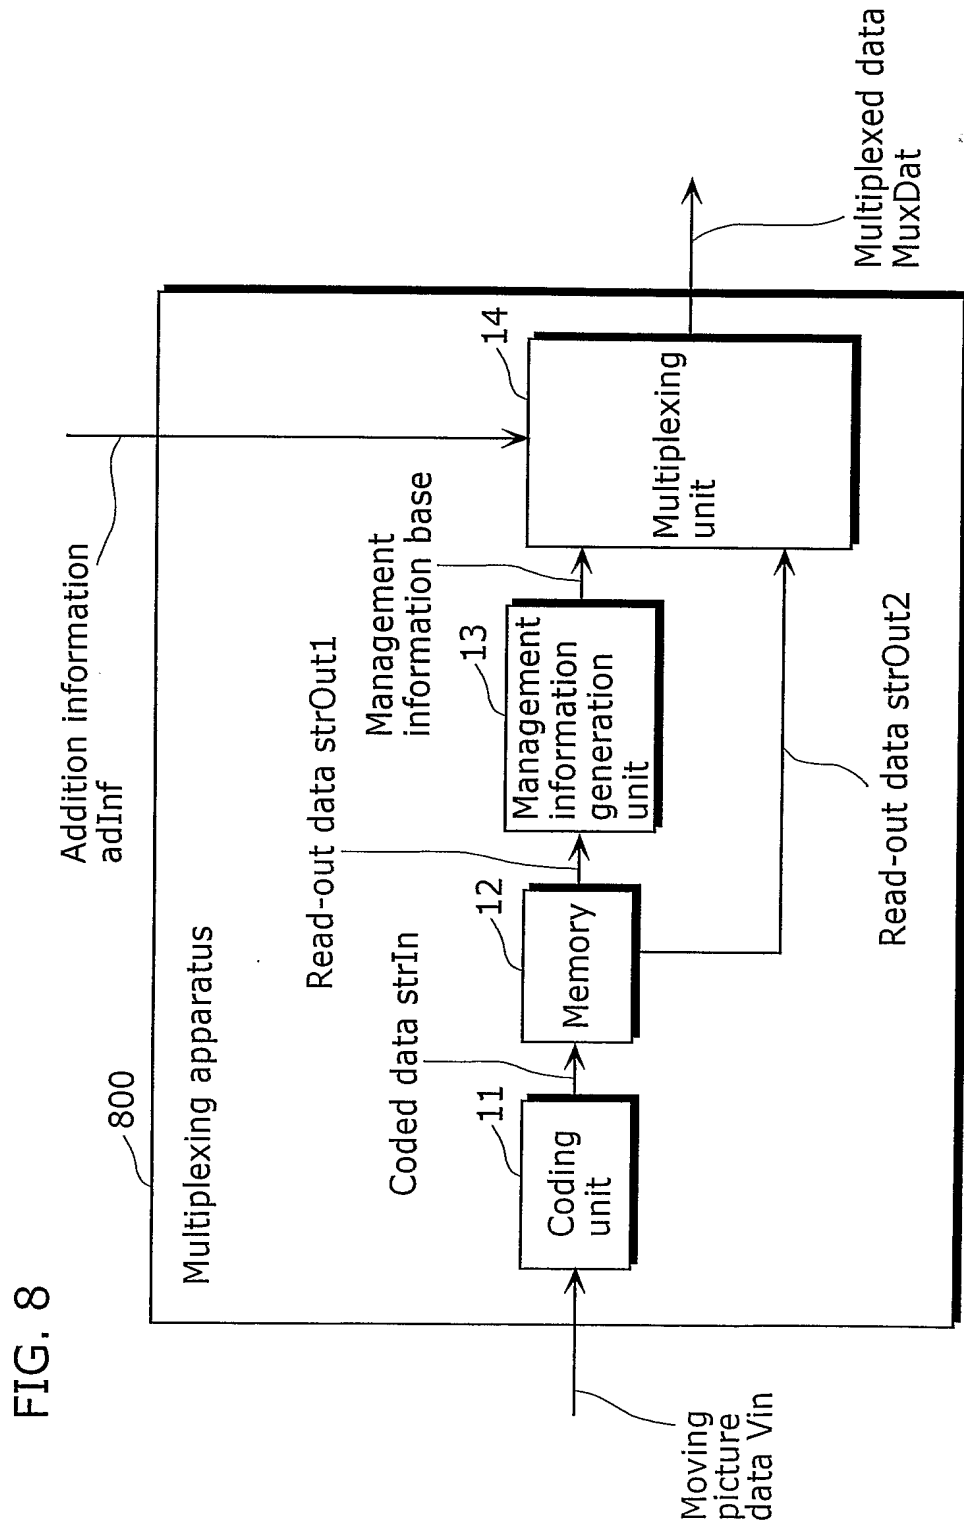 FIG. 8
800
Multiplexing apparatus
Addition information
adInf
Read-out data strOut1
Management
information base
Coded data strIn
11
12
13
14
Coding
unit
Memory
Management
information
generation
unit
Multiplexing
unit
Moving
picture
data Vin
Read-out data strOut2
Multiplexed data
MuxDat